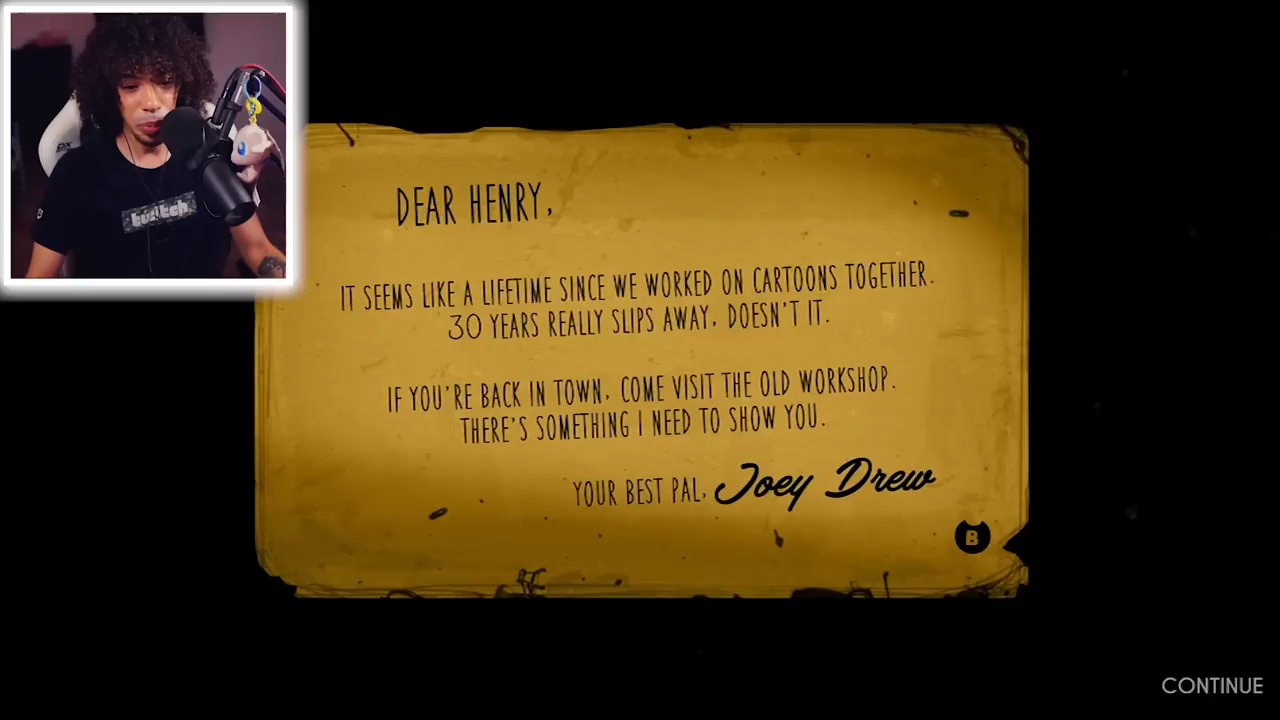 twitch
DEAR HENRY,
IT SEEMS LIKE A LIFETIME SINCE WE WORKED ON CARTOONS TOGETHER.
30 YEARS REALLY SLIPS AWAY, DOESN'T IT.
IF YOU'RE BACK IN TOWN, COME VISIT THE OLD WORKSHOP.
THERE'S SOMETHING I NEED TO SHOW YOU.
YOUR BEST PAL, Joey Drew
B
CONTINUE